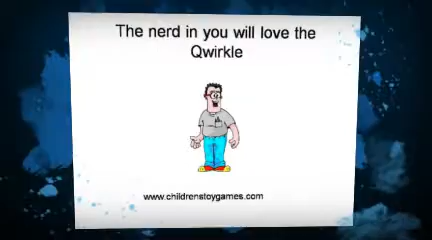 The nerd in you will love the
Qwirkle
www.childrenstoygames.com